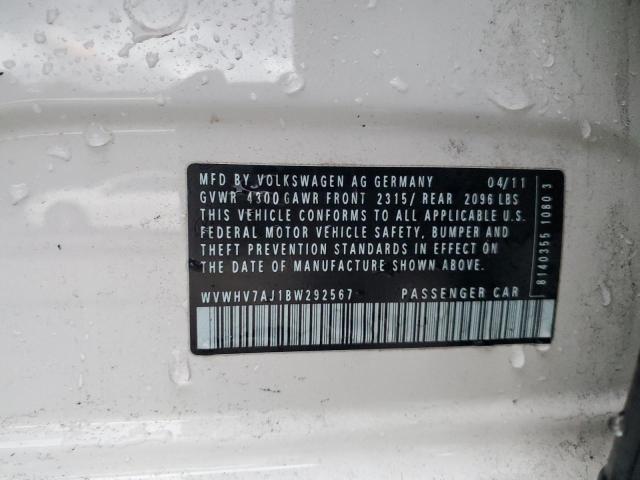 MFD BY VOLKSWAGEN AG GERMANY 04/11
GVWR 4300 GAWR FRONT 2315/ REAR 2096 LBS
THIS VEHICLE CONFORMS TO ALL APPLICABLE U.S.
FEDERAL MOTOR VEHICLE SAFETY, BUMPER AND
THEFT PREVENTION STANDARDS IN EFFECT ON
THE DATE OF MANUFACTURE SHOWN ABOVE.
WVWHV7AJ1BW292567 PASSENGER CAR
8140355 1080 3